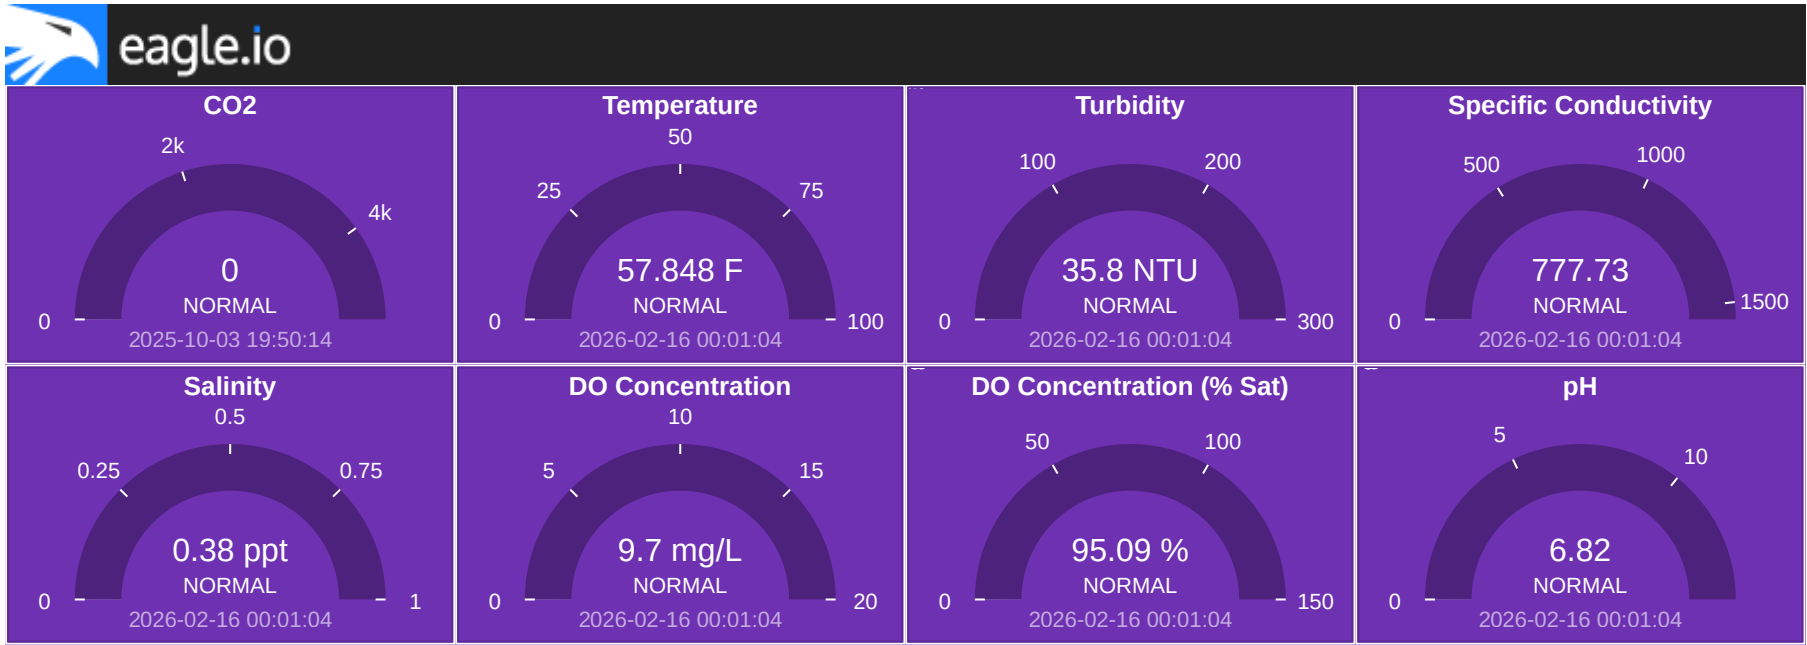 eagle.io
CO2
2k
4k
0
0
NORMAL
2025-10-03 19:50:14
Temperature
50
25
75
57.848 F
NORMAL
0
100
2026-02-16 00:01:04
Turbidity
100
200
35.8 NTU
NORMAL
0
300
2026-02-16 00:01:04
Specific Conductivity
500
1000
777.73
NORMAL
1500
0
2026-02-16 00:01:04
Salinity
0.5
0.25
0.75
0.38 ppt
NORMAL
0
1
2026-02-16 00:01:04
DO Concentration
10
5
15
9.7 mg/L
NORMAL
0
20
2026-02-16 00:01:04
DO Concentration (% Sat)
50
100
95.09 %
NORMAL
0
150
2026-02-16 00:01:04
pH
5
10
6.82
NORMAL
0
2026-02-16 00:01:04